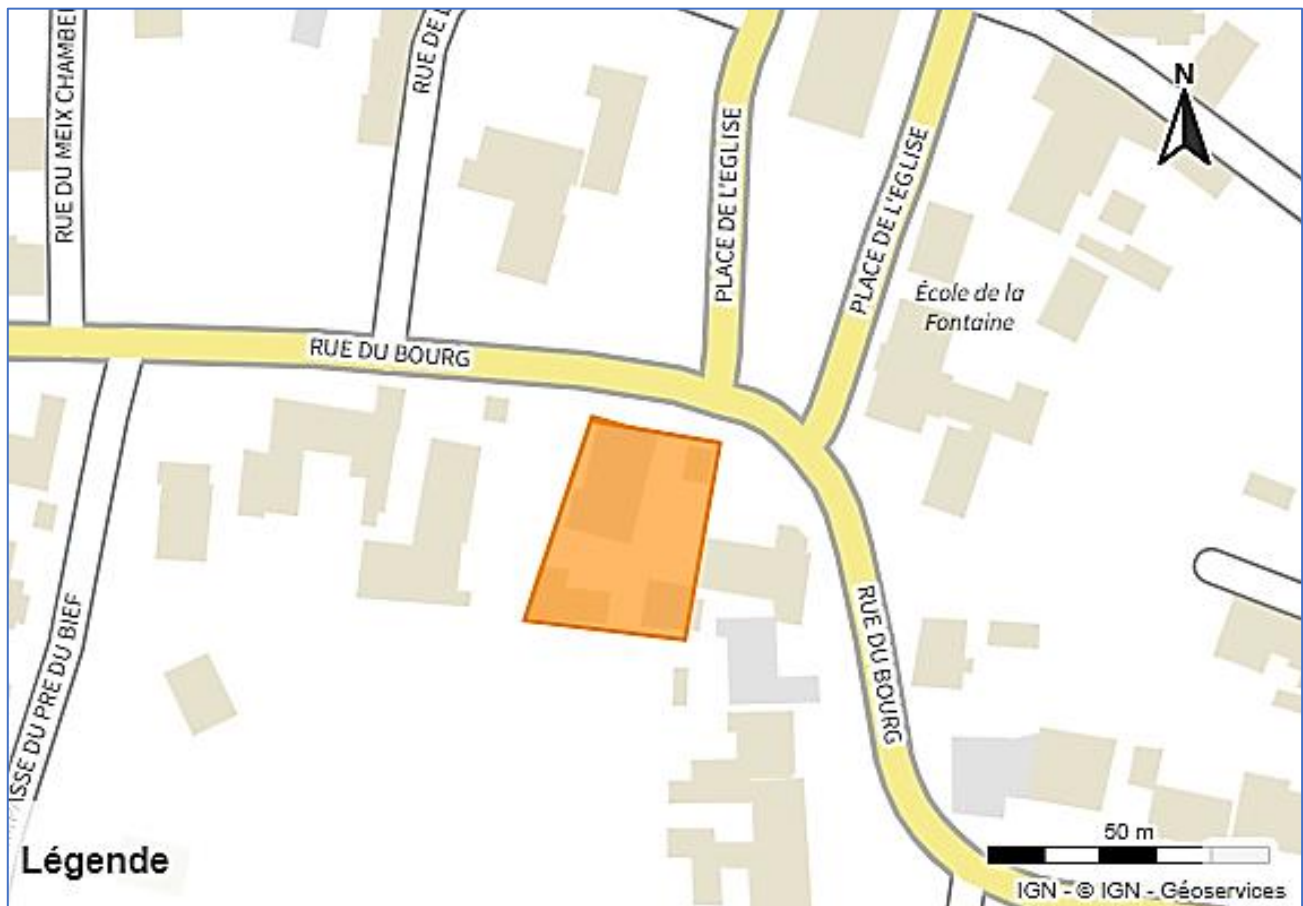 RUE DU MEIX CHAMBE
RUE DE
N
PLACE DE L'EGLISE
PLACE DE L'EGLISE
École de la
Fontaine
RUE DU BOURG
RUE DU BOURG
ASSE DU PRE DU BIEF
Légende
50 m
IGN - © IGN - Géoservices